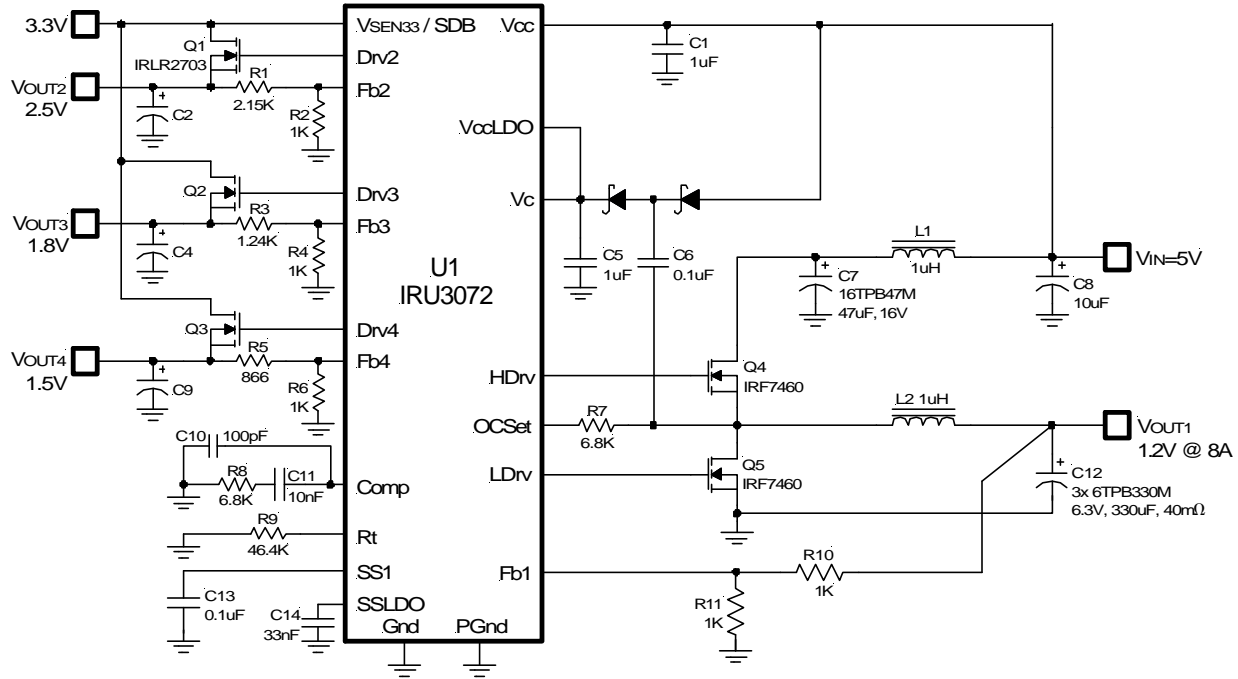 3.3V
VOUT2
2.5V
VOUT3
1.8V
VOUT4
1.5V
Q1
IRLR2703
R1
2.15K
C2
R2
1K
Q2
R3
1.24K
C4
R4
1K
Q3
R5
866
C9
R6
1K
C10
100pF
R8
6.8K
C11
10nF
R9
46.4K
C13
0.1uF
C14
33nF
VSEN33 / SDB
Drv2
Fb2
Drv3
Fb3
U1
IRU3072
Drv4
Fb4
Comp
Rt
SS1
SSLDO
Gnd
PGnd
Vcc
VccLDO
Vc
HDrv
OCSet
LDrv
Fb1
C1
1uF
C5
1uF
C6
0.1uF
L1
1uH
C7
16TPB47M
47uF, 16V
VIN=5V
C8
10uF
Q4
IRF7460
R7
6.8K
L2 1uH
Q5
IRF7460
VOUT1
1.2V @ 8A
C12
3x 6TPB330M
6.3V, 330uF, 40mΩ
R10
1K
R11
1K